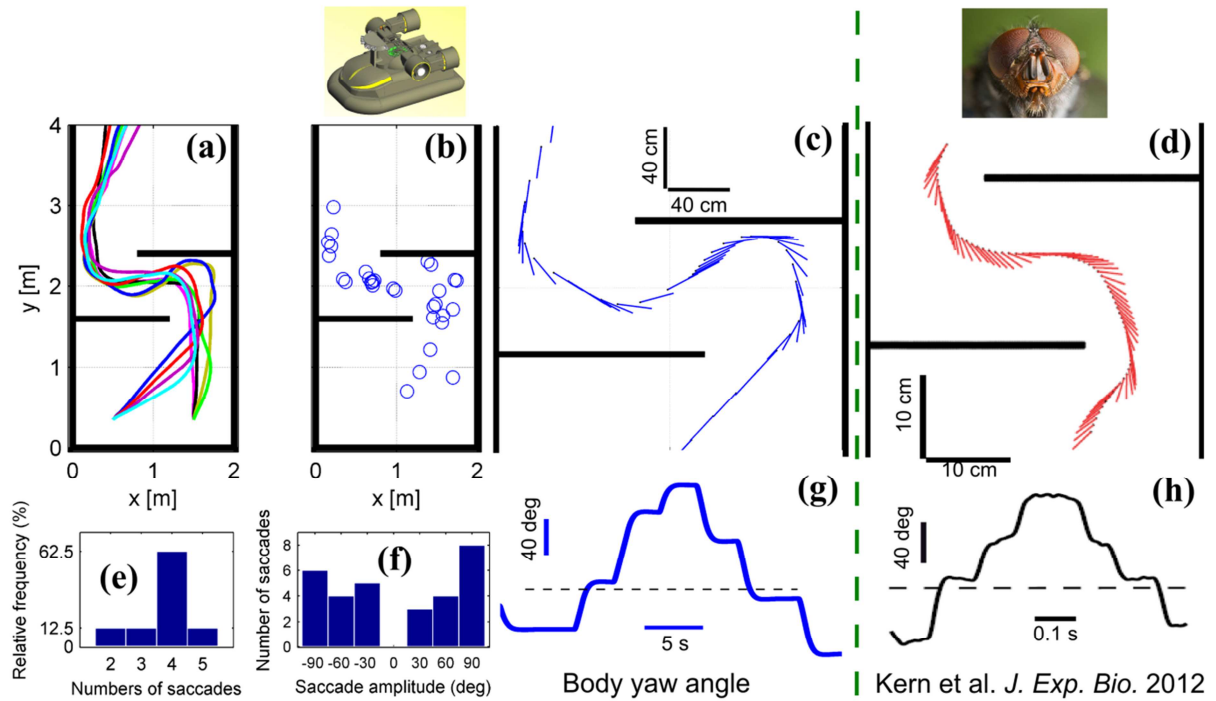 (a)
(b)
(c)
(d)
4
3
2
1
0
y [m]
0 1 2
x [m]
0 1 2
x [m]
40 cm
40 cm
10 cm
10 cm
(e)
Relative frequency (%)
62.5
12.5
0
2 3 4 5
Numbers of saccades
(f)
Number of saccades
8
6
4
2
0
-90 -60 -30 0 30 60 90
Saccade amplitude (deg)
(g)
40 deg
5 s
Body yaw angle
(h)
40 deg
0.1 s
Kern et al. J. Exp. Bio. 2012